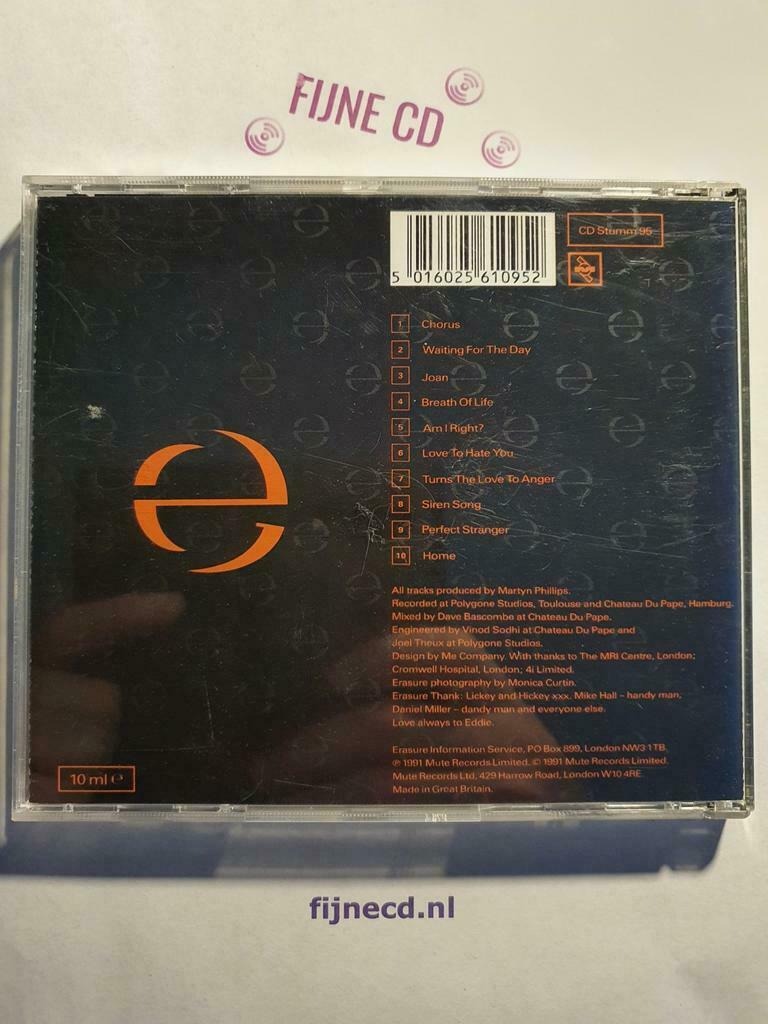 FIJNE CD
5 016025 610952
CD Stumm 95
1 Chorus
2 Waiting For The Day
3 Joan
4 Breath Of Life
5 Am I Right?
6 Love To Hate You
7 Turns The Love To Anger
8 Siren Song
9 Perfect Stranger
10 Home
e
All tracks produced by Martyn Phillips.
Recorded at Polygone Studios, Toulouse and Chateau Du Pape, Hamburg.
Mixed by Dave Bascombe at Chateau Du Pape.
Engineered by Vinod Sodhi at Chateau Du Pape and
Joel Theux at Polygone Studios.
Design by Me Company. With thanks to The MRI Centre, London;
Cromwell Hospital, London; 4i Limited.
Erasure photography by Monica Curtin.
Erasure Thank: Lickey and Hickey xxx. Mike Hall – handy man,
Daniel Miller – dandy man and everyone else.
Love always to Eddie.
Erasure Information Service, PO Box 899, London NW3 1TB.
℗ 1991 Mute Records Limited. © 1991 Mute Records Limited.
Mute Records Ltd, 429 Harrow Road, London W10 4RE.
Made in Great Britain.
10 ml e
fijnecd.nl